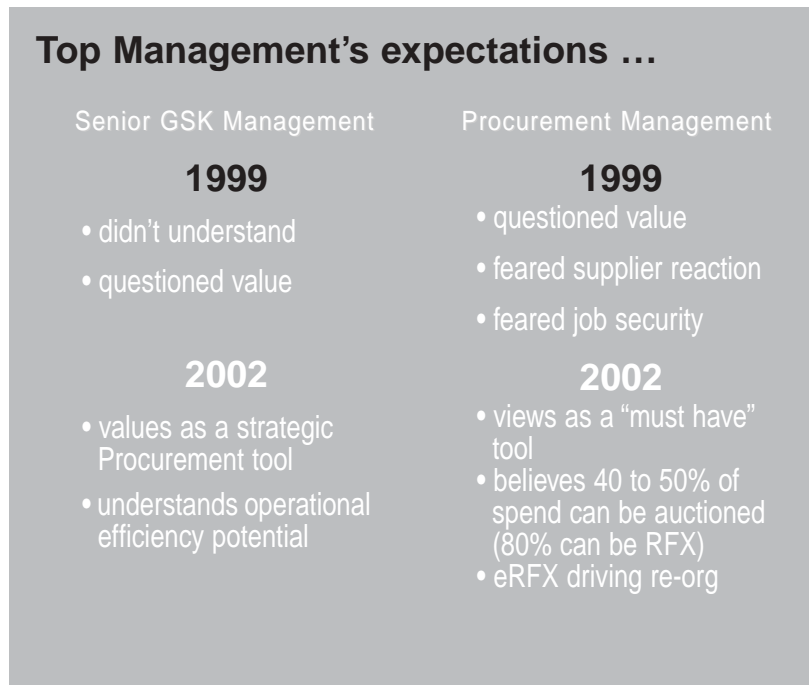 Top Management’s expectations …
Senior GSK Management
1999
• didn’t understand
• questioned value
2002
• values as a strategic
Procurement tool
• understands operational
efficiency potential
Procurement Management
1999
• questioned value
• feared supplier reaction
• feared job security
2002
• views as a “must have”
tool
• believes 40 to 50% of
spend can be auctioned
(80% can be RFX)
• eRFX driving re-org